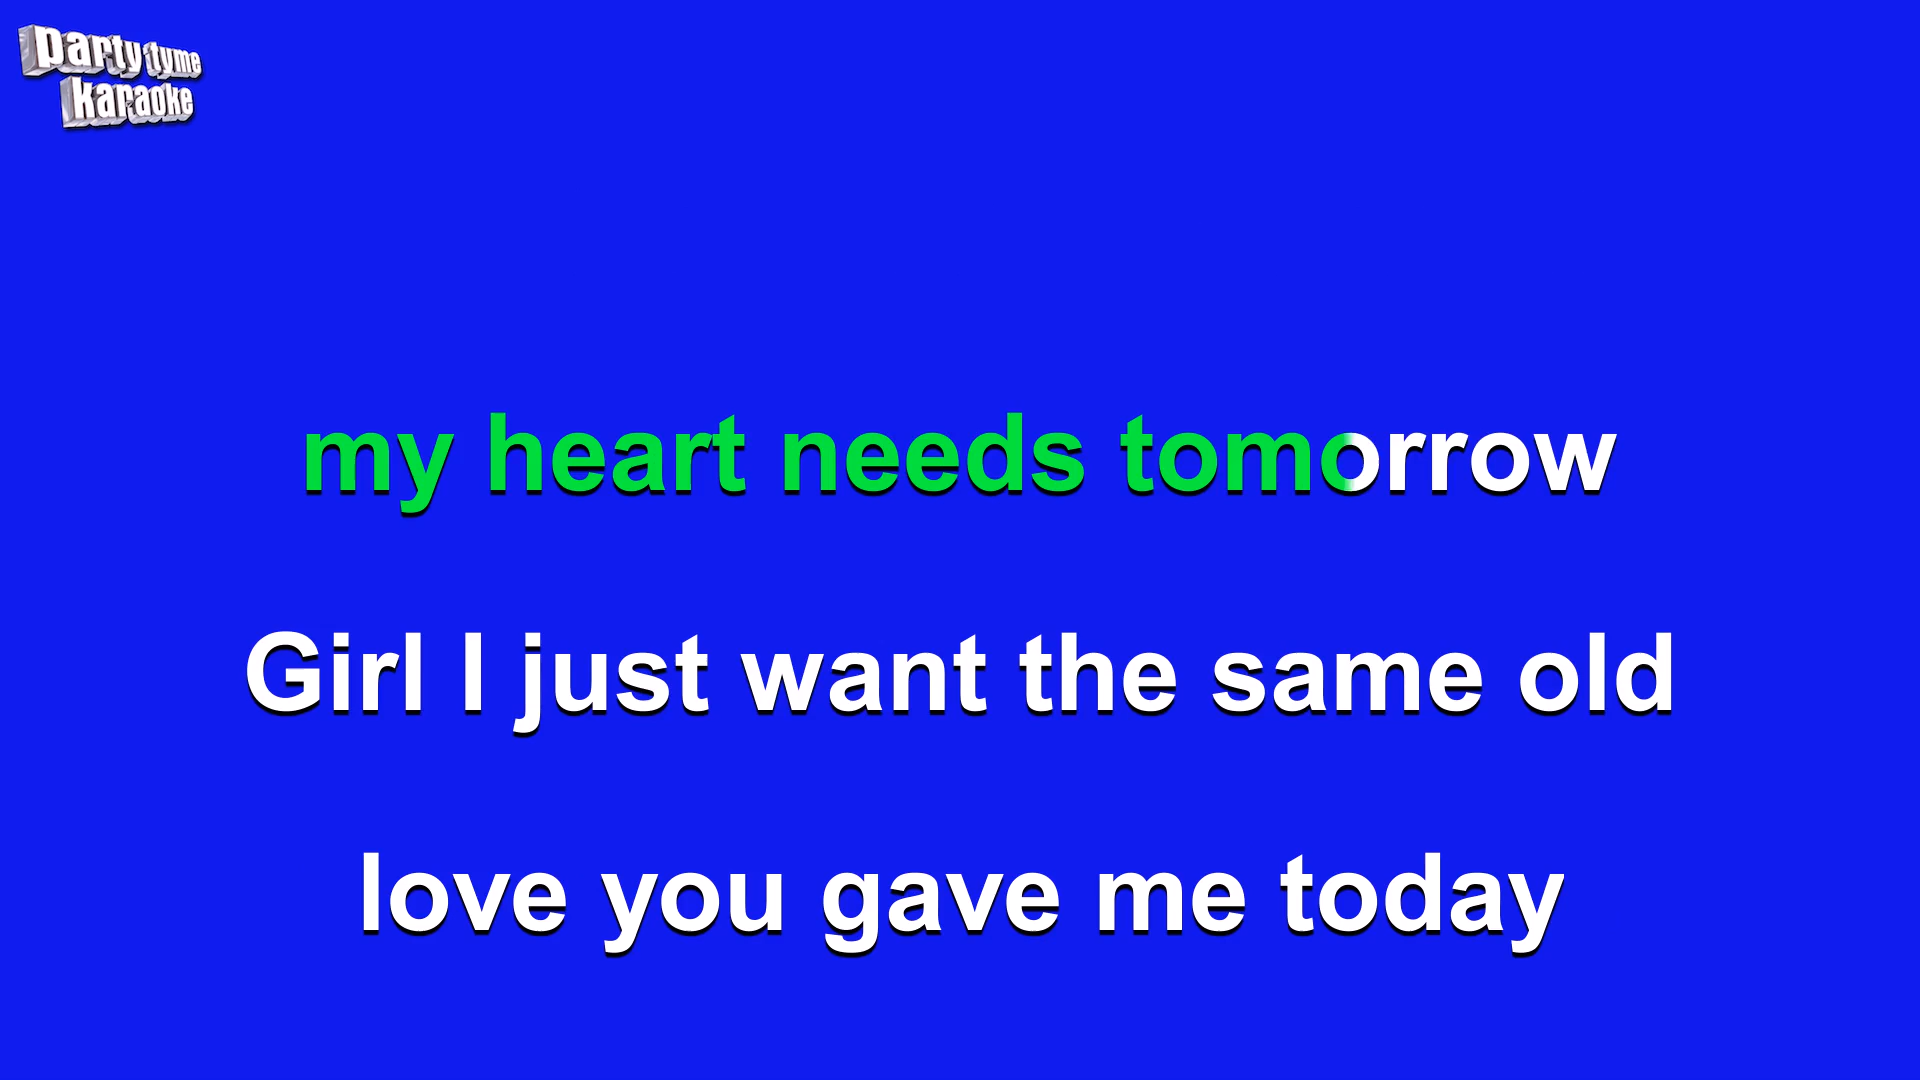 party tyme
karaoke
my heart needs tomorrow
Girl I just want the same old
love you gave me today